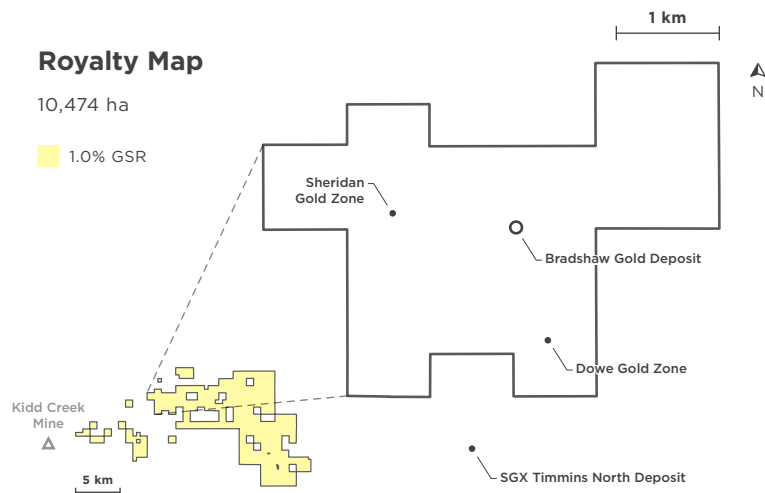 1 km
Royalty Map
10,474 ha
N
1.0% GSR
Sheridan
Gold Zone
Bradshaw Gold Deposit
Dowe Gold Zone
Kidd Creek
Mine
5 km
SGX Timmins North Deposit